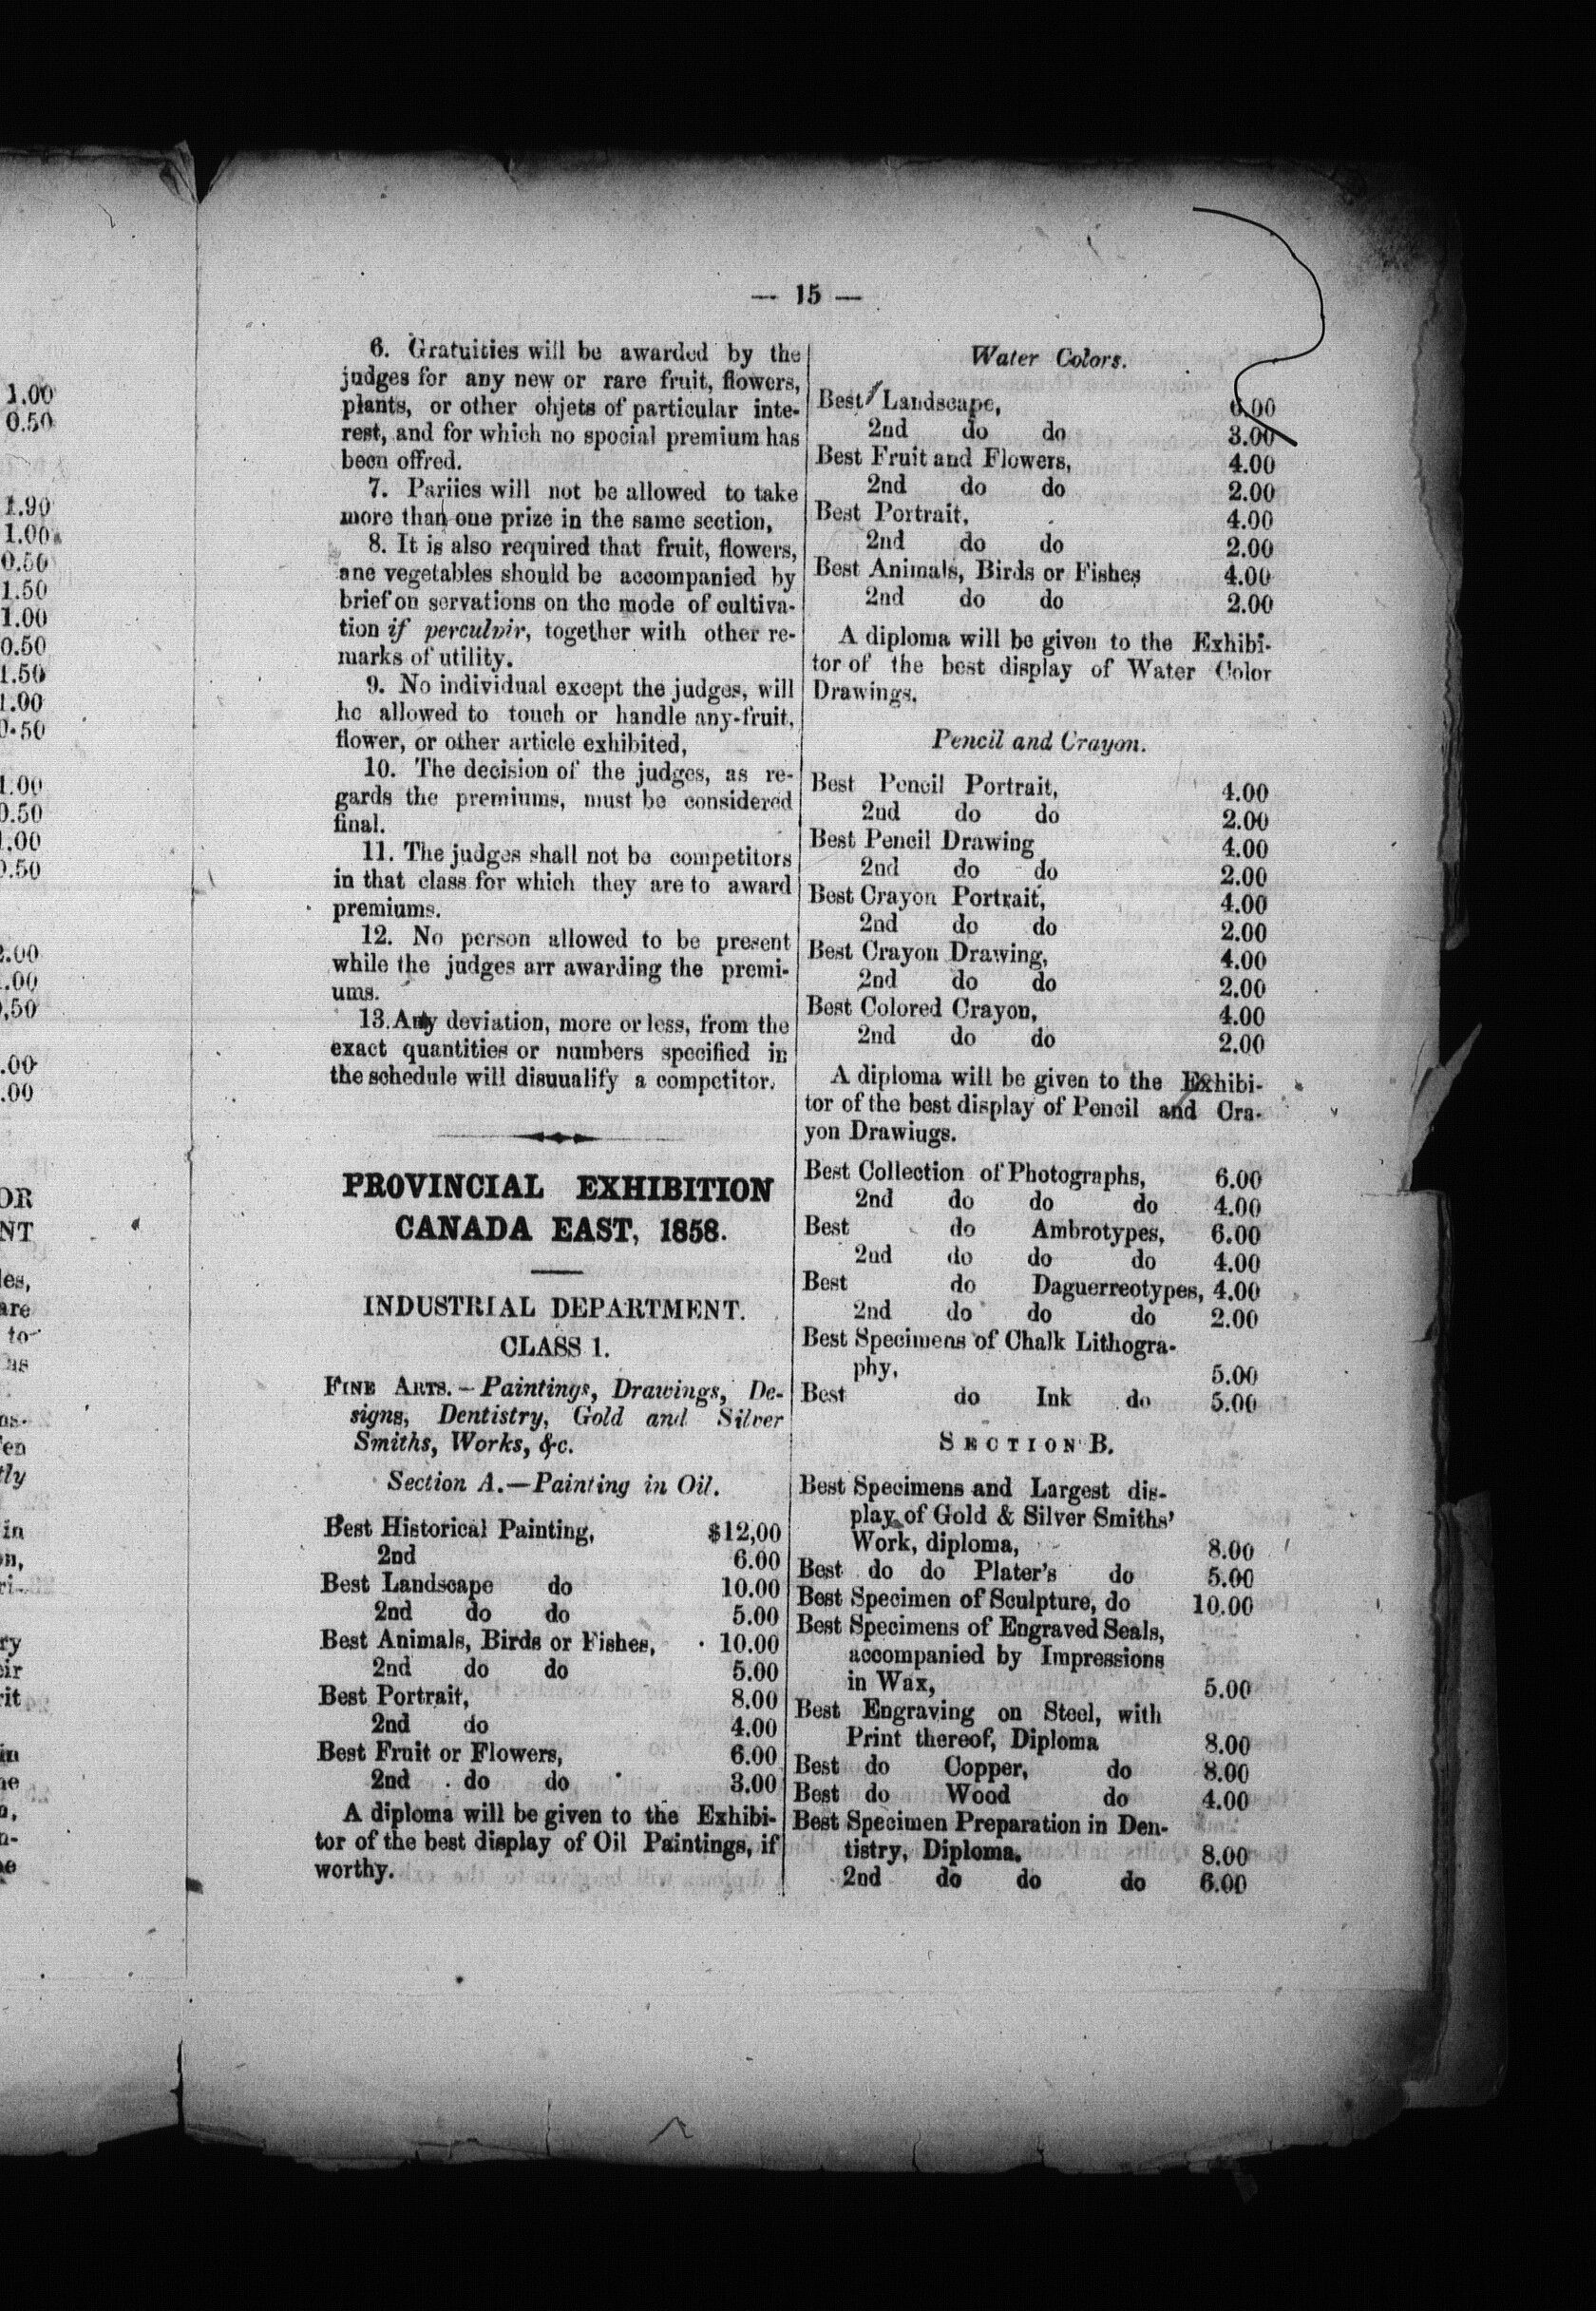 — 15 —
6. Gratuities will be awarded by the
judges for any new or rare fruit, flowers,
plants, or other ohjets of particular inte-
rest, and for which no spocial premium has
been offred.
7. Pariies will not be allowed to take
more than one prize in the same section,
8. It is also required that fruit, flowers,
ane vegetables should be accompanied by
brief on servations on the mode of cultiva-
tion if perculvir, together with other re-
marks of utility.
9. No individual except the judges, will
he allowed to touch or handle any-fruit,
flower, or other article exhibited,
10. The decision of the judges, as re-
gards the premiums, must be considered
final.
11. The judges shall not be competitors
in that class for which they are to award
premiums.
12. No person allowed to be present
while the judges arr awarding the premi-
ums.
13. Any deviation, more or less, from the
exact quantities or numbers specified in
the schedule will disuualify a competitor.
PROVINCIAL EXHIBITION
CANADA EAST, 1858.
INDUSTRIAL DEPARTMENT.
CLASS 1.
FINE ARTS.—Paintings, Drawings, De-
signs, Dentistry, Gold and Silver
Smiths, Works, &c.
Section A.—Painting in Oil.
Best Historical Painting, $12,00
2nd 6.00
Best Landscape do 10.00
2nd do do 5.00
Best Animals, Birds or Fishes, 10.00
2nd do do 5.00
Best Portrait, 8.00
2nd do 4.00
Best Fruit or Flowers, 6.00
2nd do do 3.00
A diploma will be given to the Exhibi-
tor of the best display of Oil Paintings, if
worthy.
Water Colors.
Best Landscape, 6.00
2nd do do 3.00
Best Fruit and Flowers, 4.00
2nd do do 2.00
Best Portrait, 4.00
2nd do do 2.00
Best Animals, Birds or Fishes 4.00
2nd do do 2.00
A diploma will be given to the Exhibi-
tor of the best display of Water Color
Drawings.
Pencil and Crayon.
Best Pencil Portrait, 4.00
2nd do do 2.00
Best Pencil Drawing 4.00
2nd do do 2.00
Best Crayon Portrait, 4.00
2nd do do 2.00
Best Crayon Drawing, 4.00
2nd do do 2.00
Best Colored Crayon, 4.00
2nd do do 2.00
A diploma will be given to the Exhibi-
tor of the best display of Pencil and Cra-
yon Drawiugs.
Best Collection of Photographs, 6.00
2nd do do do 4.00
Best do Ambrotypes, 6.00
2nd do do do 4.00
Best do Daguerreotypes, 4.00
2nd do do do 2.00
Best Specimens of Chalk Lithogra-
phy, 5.00
Best do Ink do 5.00
SECTION B.
Best Specimens and Largest dis-
play of Gold & Silver Smiths'
Work, diploma, 8.00
Best do do Plater's do 5.00
Best Specimen of Sculpture, do 10.00
Best Specimens of Engraved Seals,
accompanied by Impressions
in Wax, 5.00
Best Engraving on Steel, with
Print thereof, Diploma 8.00
Best do Copper, do 8.00
Best do Wood do 4.00
Best Specimen Preparation in Den-
tistry, Diploma. 8.00
2nd do do do 6.00